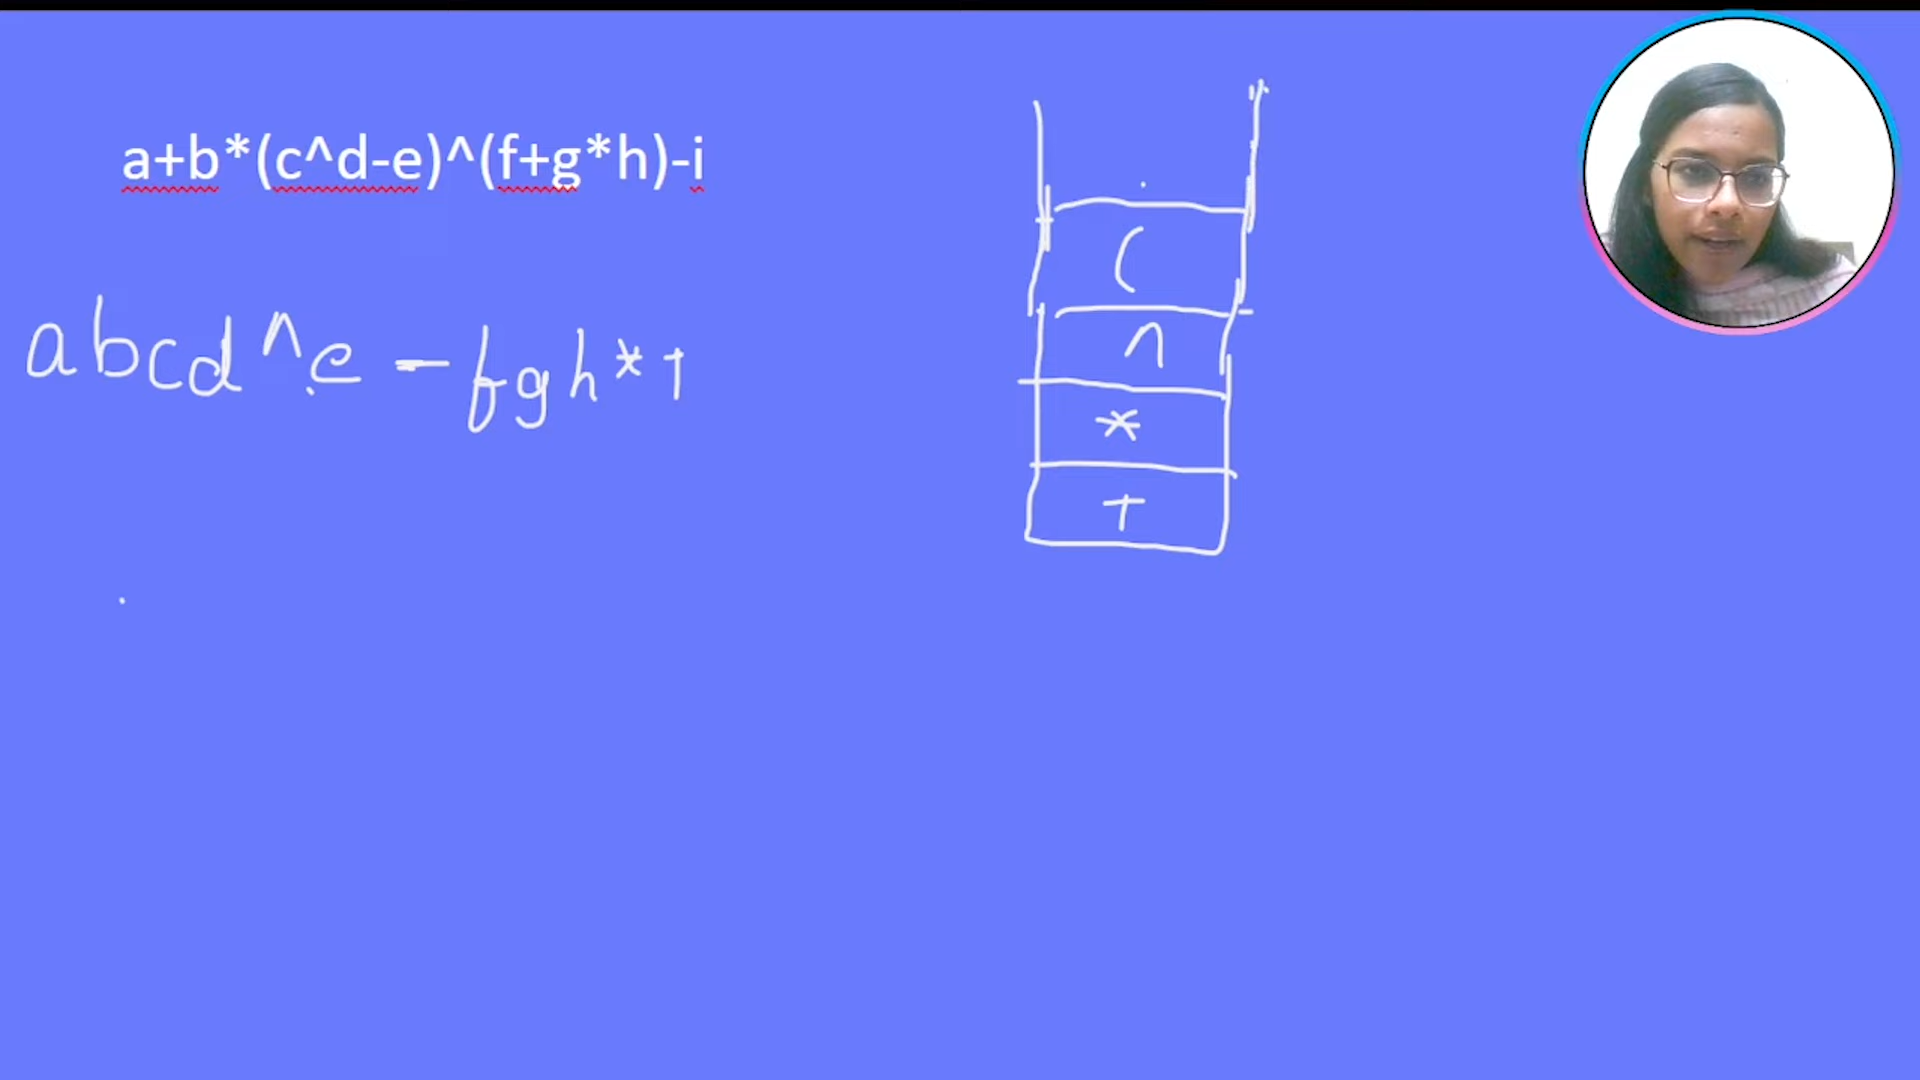 a+b*(c^d-e)^(f+g*h)-i
abcd^e-fgh*+
(
^
*
+